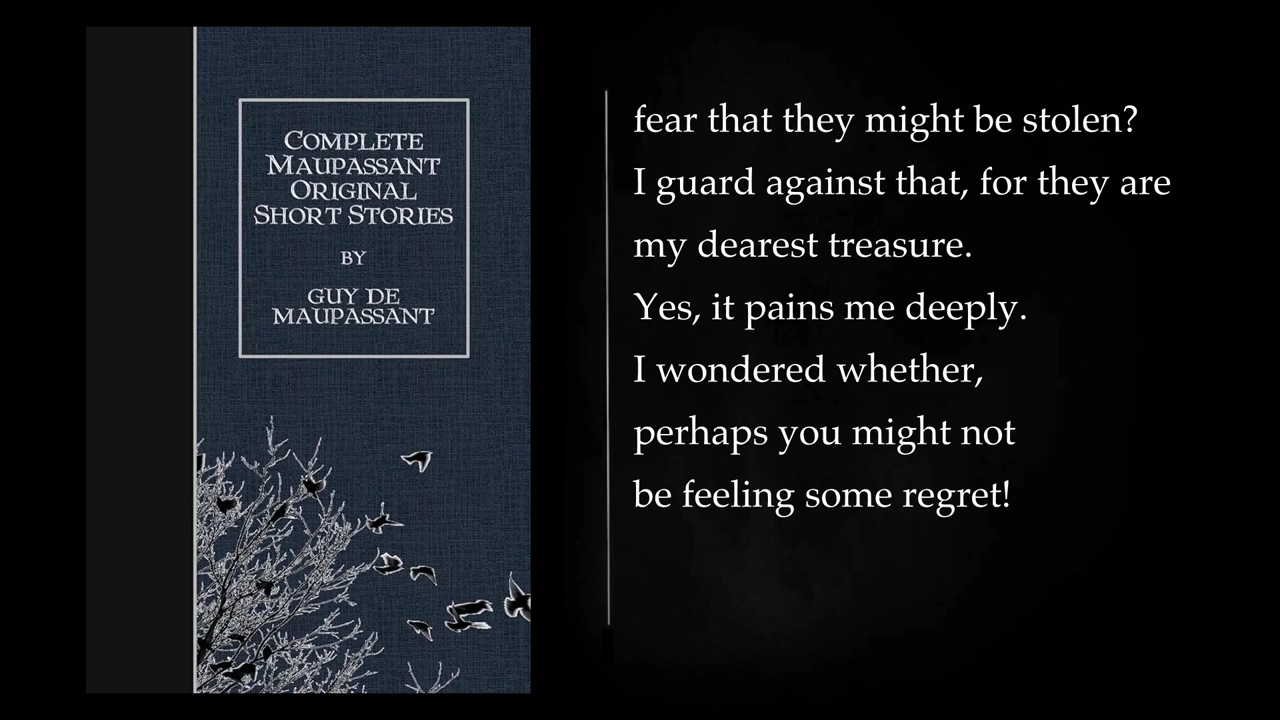 COMPLETE
MAUPASSANT
ORIGINAL
SHORT STORIES
BY
GUY DE
MAUPASSANT
fear that they might be stolen?
I guard against that, for they are
my dearest treasure.
Yes, it pains me deeply.
I wondered whether,
perhaps you might not
be feeling some regret!